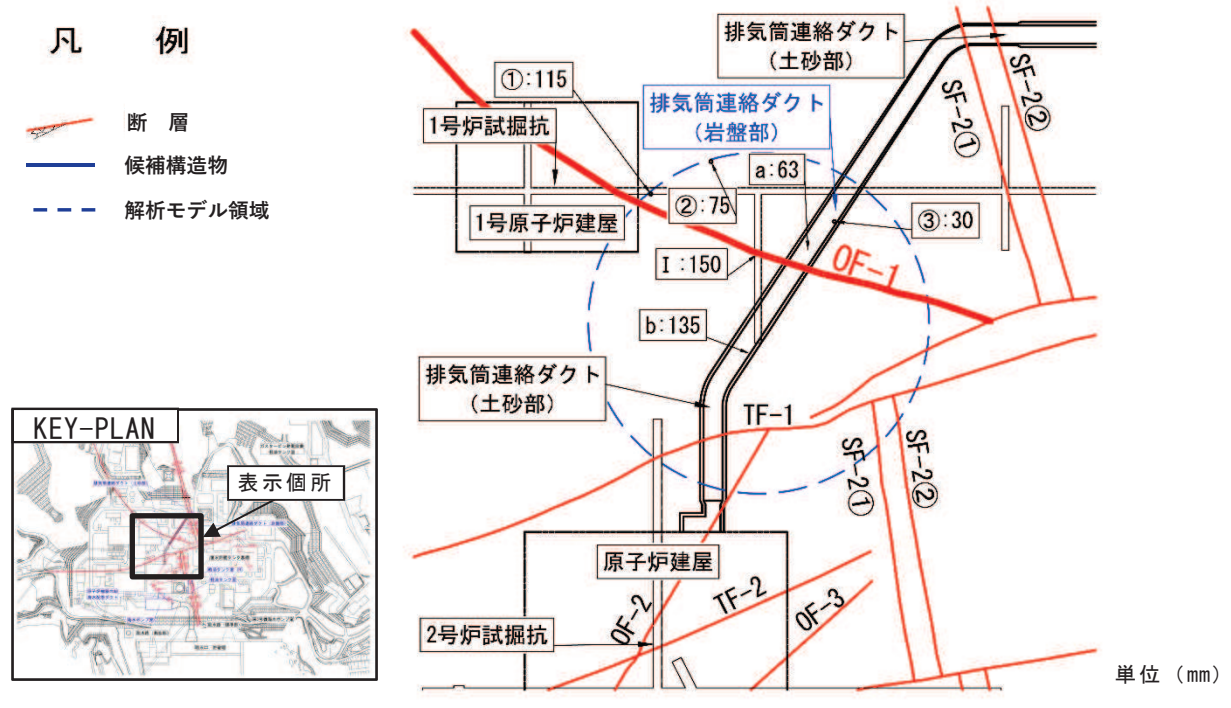 凡 例
断 層
候補構造物
解析モデル領域
KEY-PLAN
表示個所
排気筒連絡ダクト
(土砂部)
①:115
排気筒連絡ダクト
(岩盤部)
1号炉試掘抗
SF-2①
SF-2②
a:63
②:75
③:30
1号原子炉建屋
I:150
OF-1
b:135
排気筒連絡ダクト
(土砂部)
TF-1
SF-2①
SF-2②
原子炉建屋
TF-2
OF-2
OF-3
2号炉試掘抗
単位 (mm)